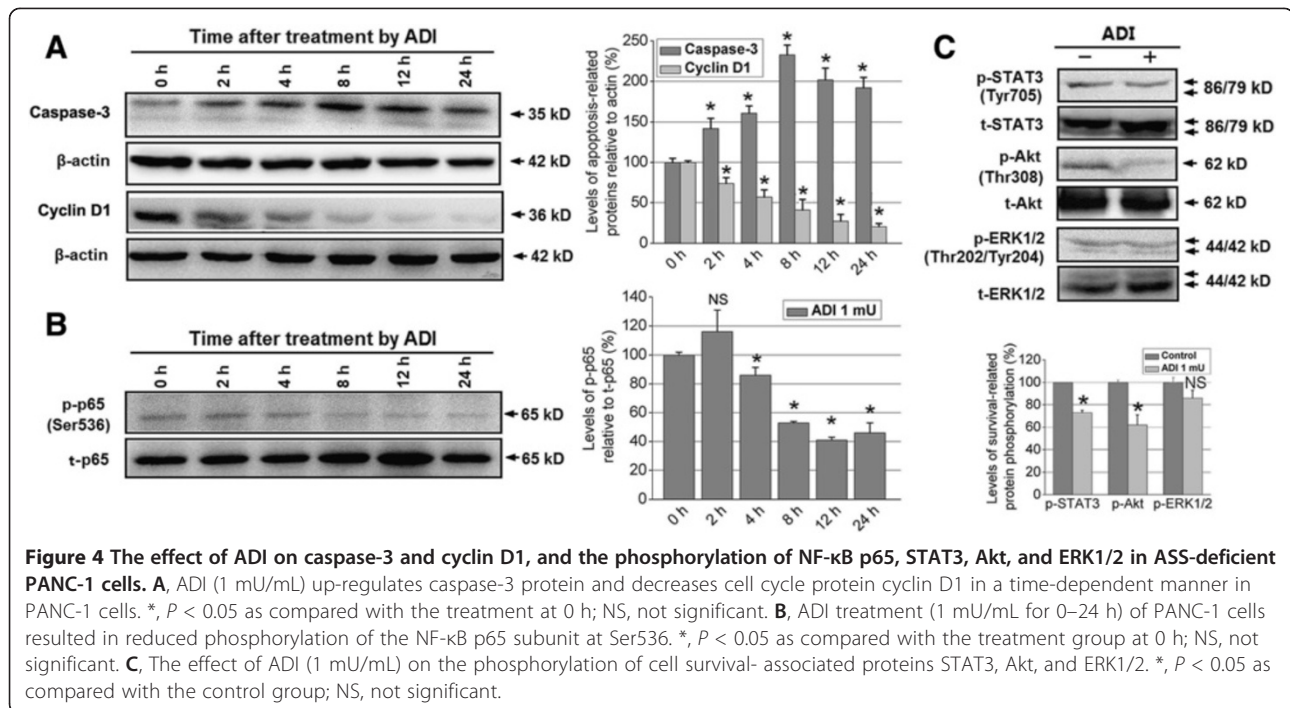 A
Time after treatment by ADI
0 h 2 h 4 h 8 h 12 h 24 h
Caspase-3
35 kD
β-actin
42 kD
Cyclin D1
36 kD
β-actin
42 kD
Levels of apoptosis-related
proteins relative to actin (%)
250
200
150
100
50
0
Caspase-3
Cyclin D1
* * * * *
* * * * *
0 h 2 h 4 h 8 h 12 h 24 h
B
Time after treatment by ADI
0 h 2 h 4 h 8 h 12 h 24 h
p-p65
(Ser536)
65 kD
t-p65
65 kD
Levels of p-p65
relative to t-p65 (%)
140
120
100
80
60
40
20
0
ADI 1 mU
NS * * * *
0 h 2 h 4 h 8 h 12 h 24 h
C
ADI
− +
p-STAT3
(Tyr705)
86/79 kD
t-STAT3
86/79 kD
p-Akt
(Thr308)
62 kD
t-Akt
62 kD
p-ERK1/2
(Thr202/Tyr204)
44/42 kD
t-ERK1/2
44/42 kD
Levels of survival-related
protein phosphorylation (%)
120
100
80
60
40
20
0
Control
ADI 1 mU
* * NS
p-STAT3 p-Akt p-ERK1/2
Figure 4 The effect of ADI on caspase-3 and cyclin D1, and the phosphorylation of NF-κB p65, STAT3, Akt, and ERK1/2 in ASS-deficient
PANC-1 cells. A, ADI (1 mU/mL) up-regulates caspase-3 protein and decreases cell cycle protein cyclin D1 in a time-dependent manner in
PANC-1 cells. *, P < 0.05 as compared with the treatment at 0 h; NS, not significant. B, ADI treatment (1 mU/mL for 0–24 h) of PANC-1 cells
resulted in reduced phosphorylation of the NF-κB p65 subunit at Ser536. *, P < 0.05 as compared with the treatment group at 0 h; NS, not
significant. C, The effect of ADI (1 mU/mL) on the phosphorylation of cell survival- associated proteins STAT3, Akt, and ERK1/2. *, P < 0.05 as
compared with the control group; NS, not significant.